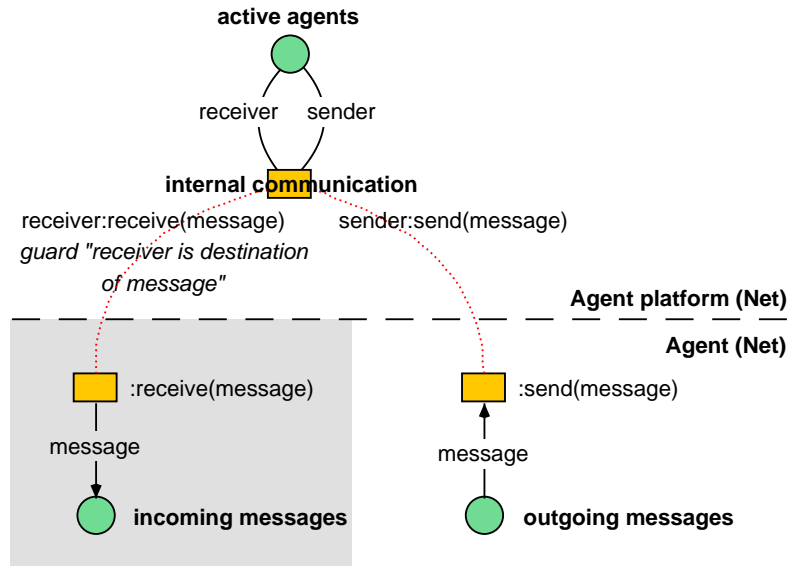 active agents
receiver sender
internal communication
receiver:receive(message) sender:send(message)
guard "receiver is destination
of message"
Agent platform (Net)
Agent (Net)
:receive(message) :send(message)
message message
incoming messages outgoing messages